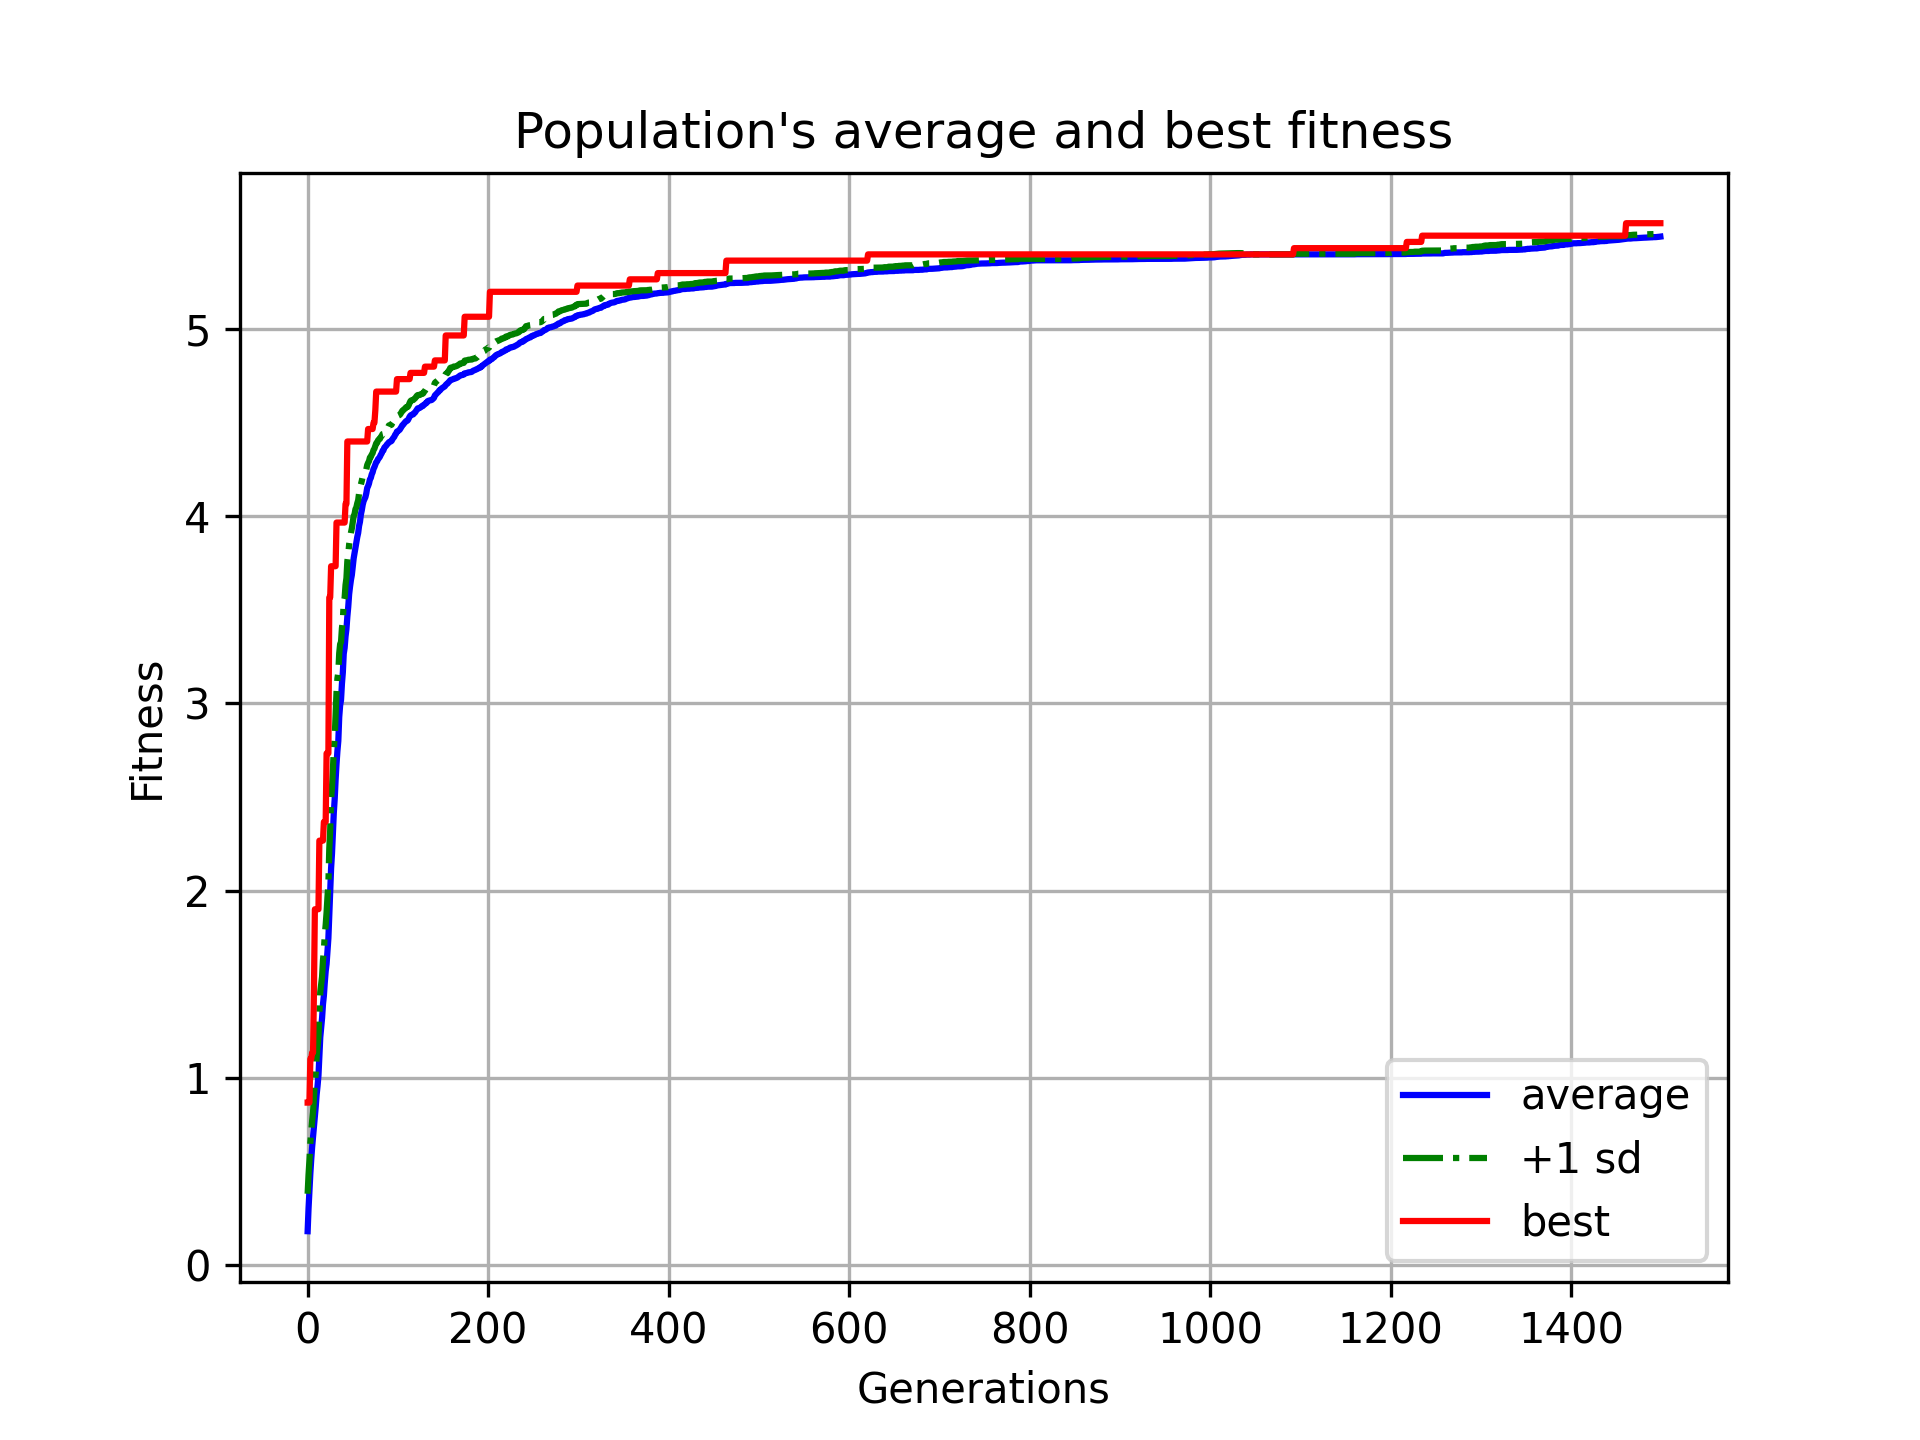 Population's average and best fitness
Fitness
5
4
3
2
1
0
0 200 400 600 800 1000 1200 1400
Generations
average
+1 sd
best